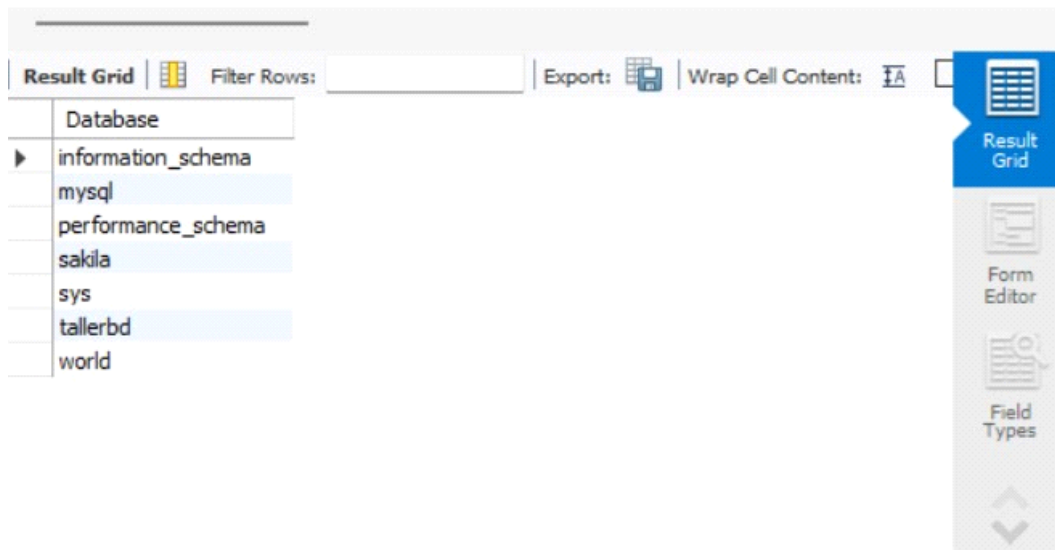 Result Grid Filter Rows: Export: Wrap Cell Content: IA
Database
information_schema
mysql
performance_schema
sakila
sys
tallerbd
world
Result
Grid
Form
Editor
Field
Types